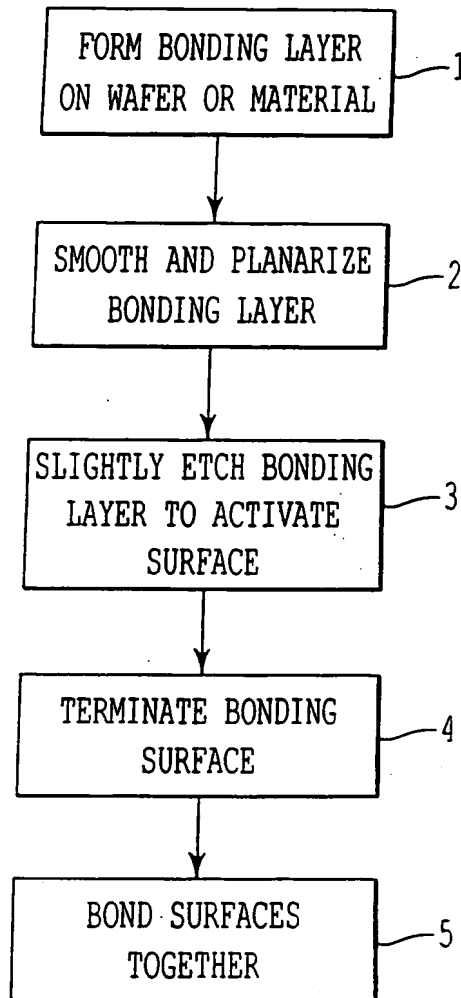 FORM BONDING LAYER
ON WAFER OR MATERIAL
1
SMOOTH AND PLANARIZE
BONDING LAYER
2
SLIGHTLY ETCH BONDING
LAYER TO ACTIVATE
SURFACE
3
TERMINATE BONDING
SURFACE
4
BOND SURFACES
TOGETHER
5